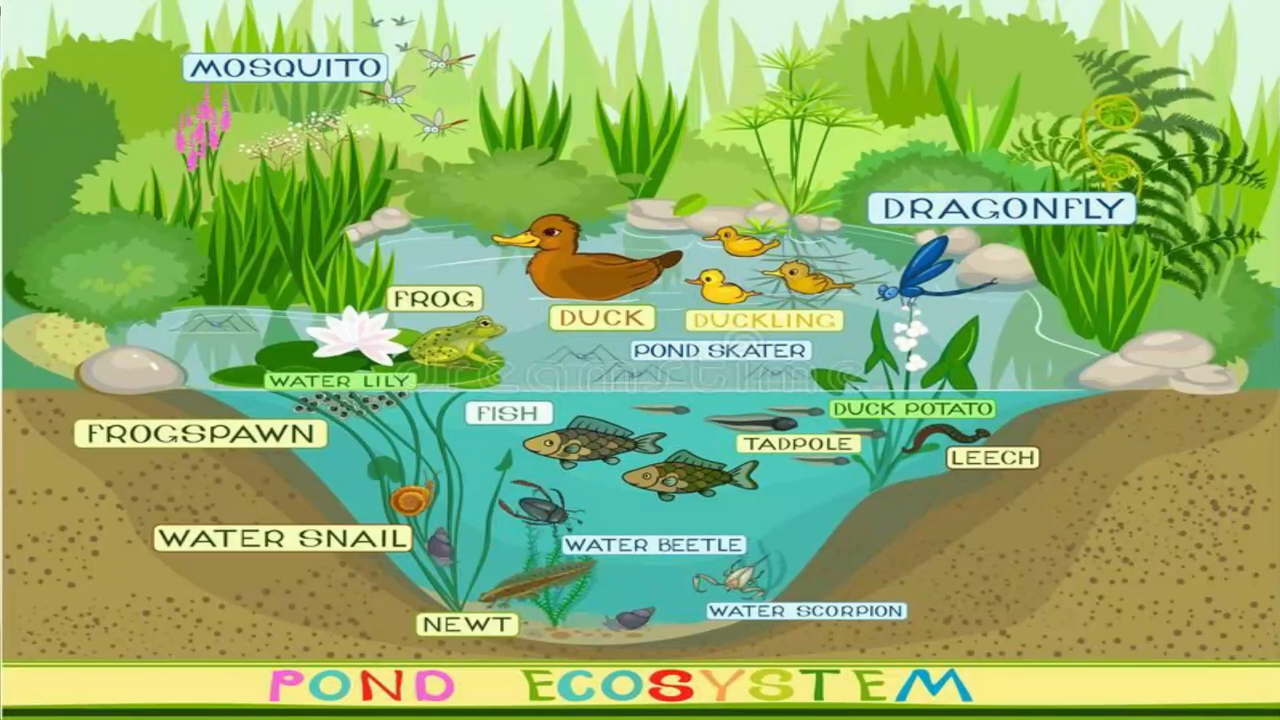 MOSQUITO
DRAGONFLY
FROG
DUCK
DUCKLING
POND SKATER
dreamstime
WATER LILY
FISH
DUCK POTATO
FROGSPAWN
TADPOLE
LEECH
WATER SNAIL
WATER BEETLE
WATER SCORPION
NEWT
POND ECOSYSTEM